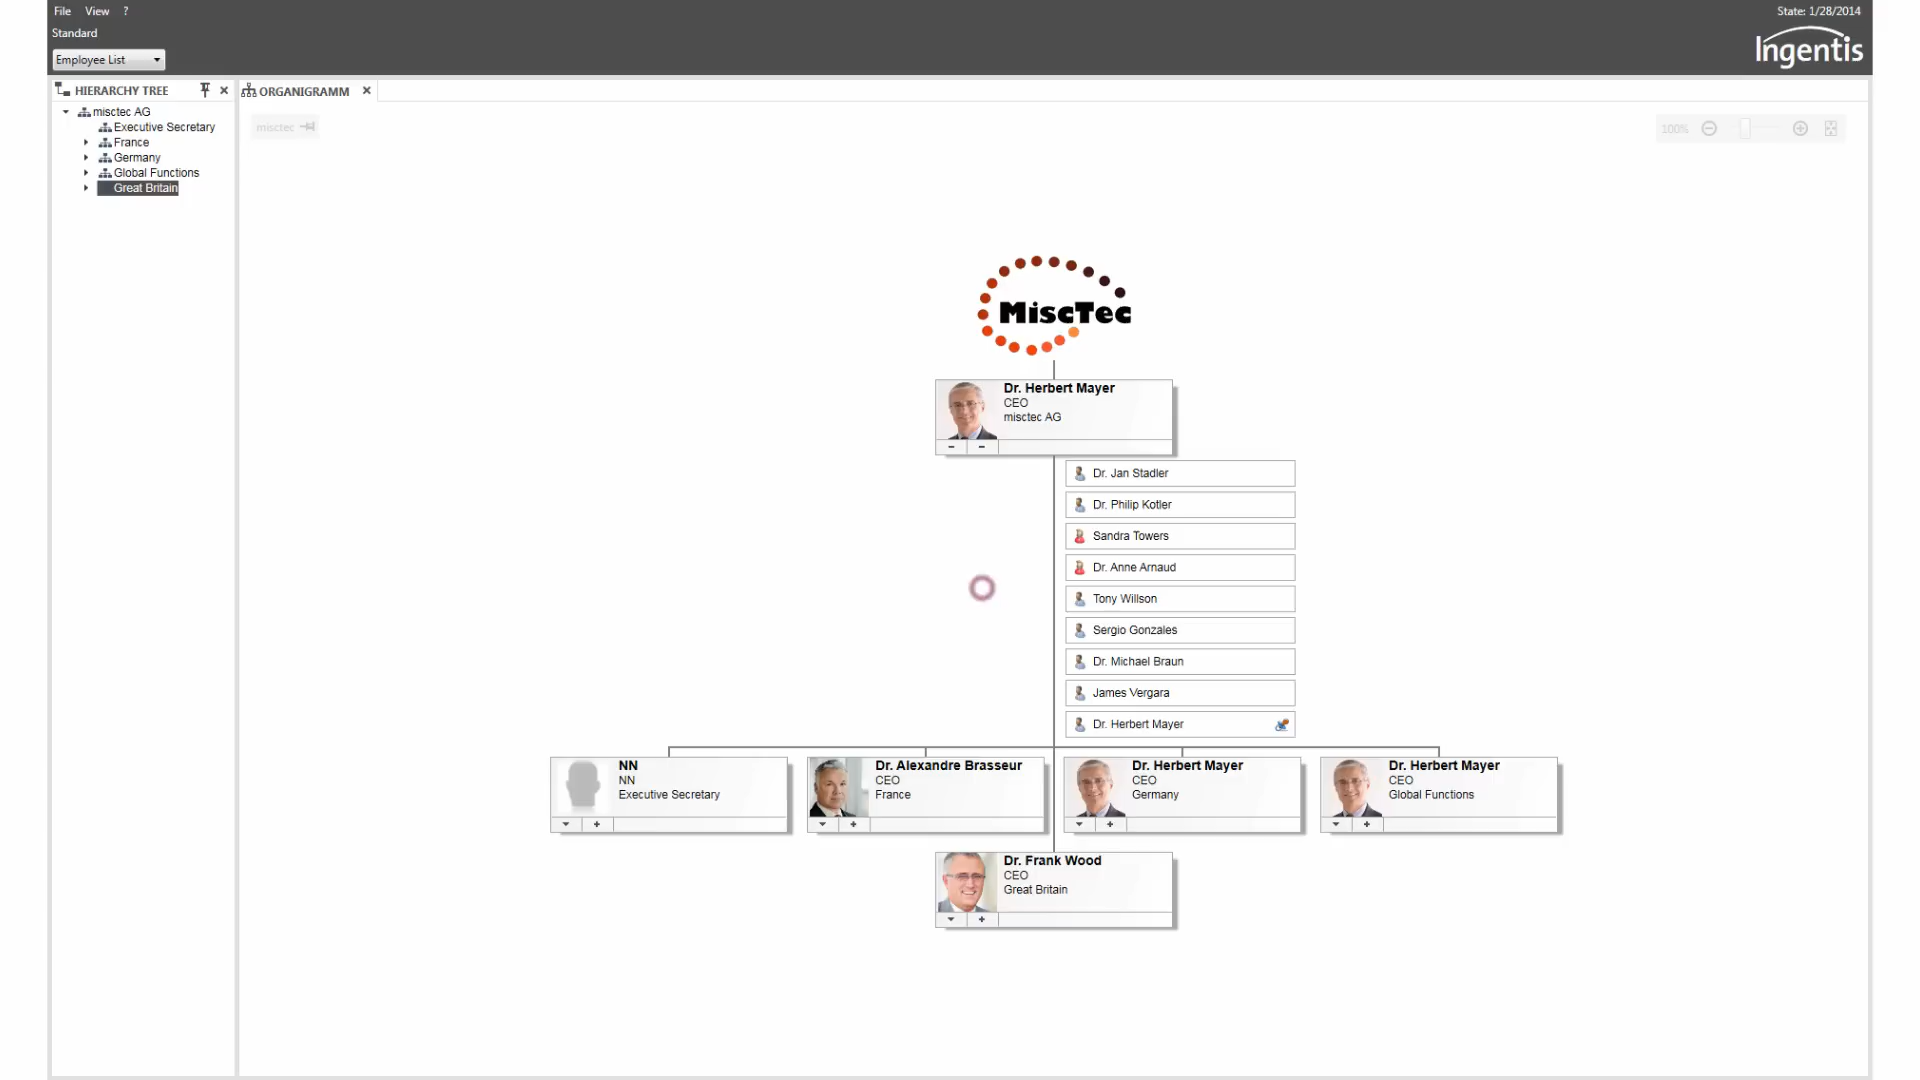 File View ?
State: 1/28/2014
Standard
Employee List
Ingentis
HIERARCHY TREE
ORGANIGRAMM
misctec AG
Executive Secretary
France
Germany
Global Functions
Great Britain
misctec
100%
MiscTec
Dr. Herbert Mayer
CEO
misctec AG
Dr. Jan Stadler
Dr. Philip Kotler
Sandra Towers
Dr. Anne Arnaud
Tony Willson
Sergio Gonzales
Dr. Michael Braun
James Vergara
Dr. Herbert Mayer
NN
NN
Executive Secretary
Dr. Alexandre Brasseur
CEO
France
Dr. Herbert Mayer
CEO
Germany
Dr. Herbert Mayer
CEO
Global Functions
Dr. Frank Wood
CEO
Great Britain